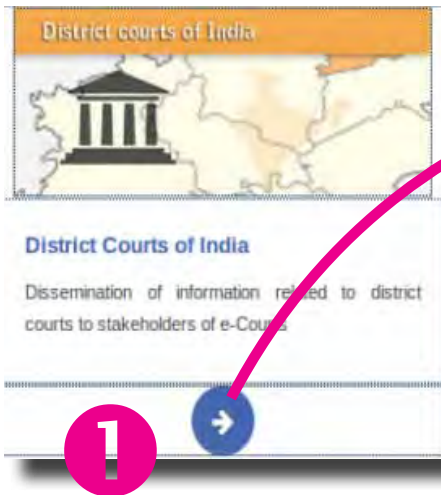 District courts of India
District Courts of India
Dissemination of information related to district
courts to stakeholders of e-Courts
1